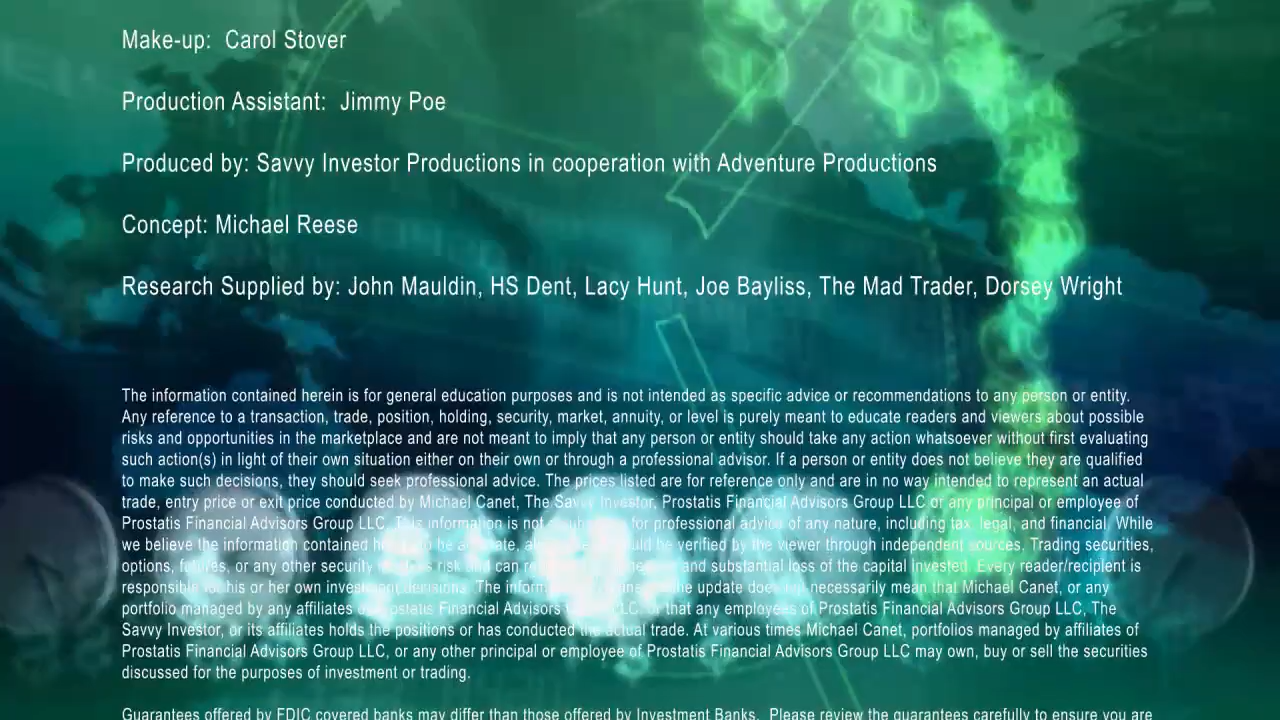 Make-up: Carol Stover
Production Assistant: Jimmy Poe
Produced by: Savvy Investor Productions in cooperation with Adventure Productions
Concept: Michael Reese
Research Supplied by: John Mauldin, HS Dent, Lacy Hunt, Joe Bayliss, The Mad Trader, Dorsey Wright
The information contained herein is for general education purposes and is not intended as specific advice or recommendations to any person or entity.
Any reference to a transaction, trade, position, holding, security, market, annuity, or level is purely meant to educate readers and viewers about possible
risks and opportunities in the marketplace and are not meant to imply that any person or entity should take any action whatsoever without first evaluating
such action(s) in light of their own situation either on their own or through a professional advisor. If a person or entity does not believe they are qualified
to make such decisions, they should seek professional advice. The prices listed are for reference only and are in no way intended to represent an actual
trade, entry price or exit price conducted by Michael Canet, The Savvy Investor, Prostatis Financial Advisors Group LLC or any principal or employee of
Prostatis Financial Advisors Group LLC. This information is not for professional advice of any nature, including tax, legal, and financial. While
we believe the information contained be verified by the viewer through independent sources. Trading securities,
options, futures, or any other security risk and can and substantial loss of the capital invested. Every reader/recipient is
responsible for his or her own investment decisions. The the update does not necessarily mean that Michael Canet, or any
portfolio managed by any affiliates Prostatis Financial Advisors LLC, or that any employees of Prostatis Financial Advisors Group LLC, The
Savvy Investor, or its affiliates holds the positions or has conducted the actual trade. At various times Michael Canet, portfolios managed by affiliates of
Prostatis Financial Advisors Group LLC, or any other principal or employee of Prostatis Financial Advisors Group LLC may own, buy or sell the securities
discussed for the purposes of investment or trading.
Guarantees offered by FDIC covered banks may differ than those offered by Investment Banks. Please review the guarantees carefully to ensure you are